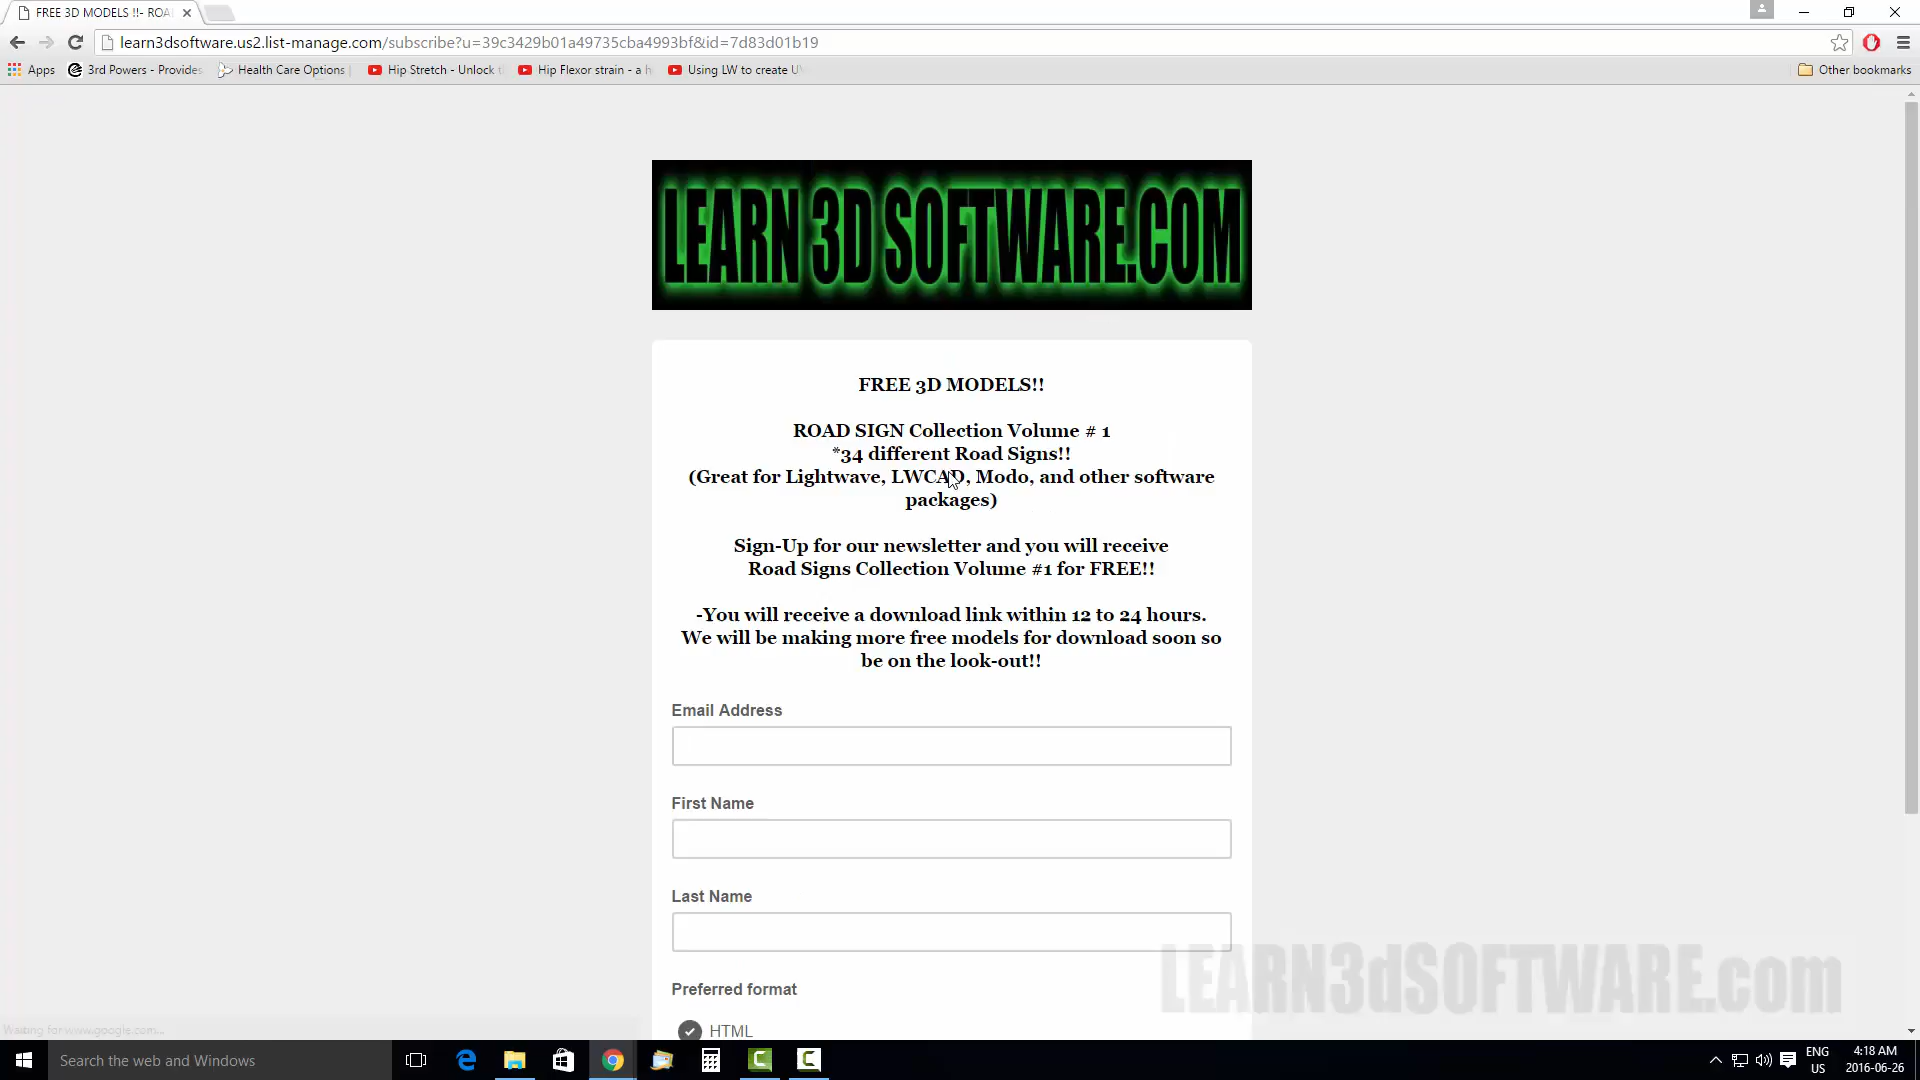 FREE 3D MODELS !!- ROA
learn3dsoftware.us2.list-manage.com/subscribe?u=39c3429b01a49735cba4993bf&id=7d83d01b19
Apps
3rd Powers - Provides
Health Care Options
Hip Stretch - Unlock
Hip Flexor strain - a h
Using LW to create U
Other bookmarks
LEARN 3D SOFTWARE.COM
FREE 3D MODELS!!
ROAD SIGN Collection Volume # 1
*34 different Road Signs!!
(Great for Lightwave, LWCAD, Modo, and other software
packages)
Sign-Up for our newsletter and you will receive
Road Signs Collection Volume #1 for FREE!!
-You will receive a download link within 12 to 24 hours.
We will be making more free models for download soon so
be on the look-out!!
Email Address
First Name
Last Name
Preferred format
HTML
LEARN3dSOFTWARE.com
Waiting for www.google.com...
Search the web and Windows
ENG
US
4:18 AM
2016-06-26